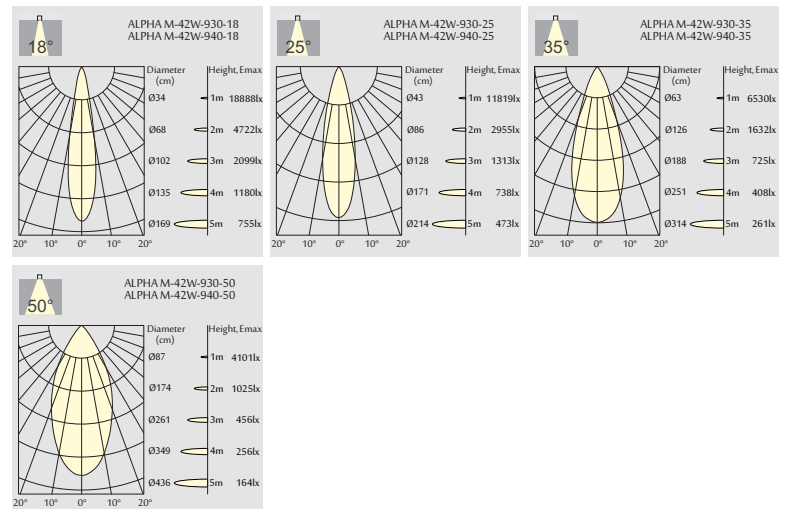 ALPHA M-42W-930-18
ALPHA M-42W-940-18
18°
Diameter Height, Emax
(cm)
Ø34 1m 18888lx
Ø68 2m 4722lx
Ø102 3m 2099lx
Ø135 4m 1180lx
Ø169 5m 755lx
20° 10° 0° 10° 20°
ALPHA M-42W-930-25
ALPHA M-42W-940-25
25°
Diameter Height, Emax
(cm)
Ø43 1m 11819lx
Ø86 2m 2955lx
Ø128 3m 1313lx
Ø171 4m 738lx
Ø214 5m 473lx
20° 10° 0° 10° 20°
ALPHA M-42W-930-35
ALPHA M-42W-940-35
35°
Diameter Height, Emax
(cm)
Ø63 1m 6530lx
Ø126 2m 1632lx
Ø188 3m 725lx
Ø251 4m 408lx
Ø314 5m 261lx
20° 10° 0° 10° 20°
ALPHA M-42W-930-50
ALPHA M-42W-940-50
50°
Diameter Height, Emax
(cm)
Ø87 1m 4101lx
Ø174 2m 1025lx
Ø261 3m 456lx
Ø349 4m 256lx
Ø436 5m 164lx
20° 10° 0° 10° 20°